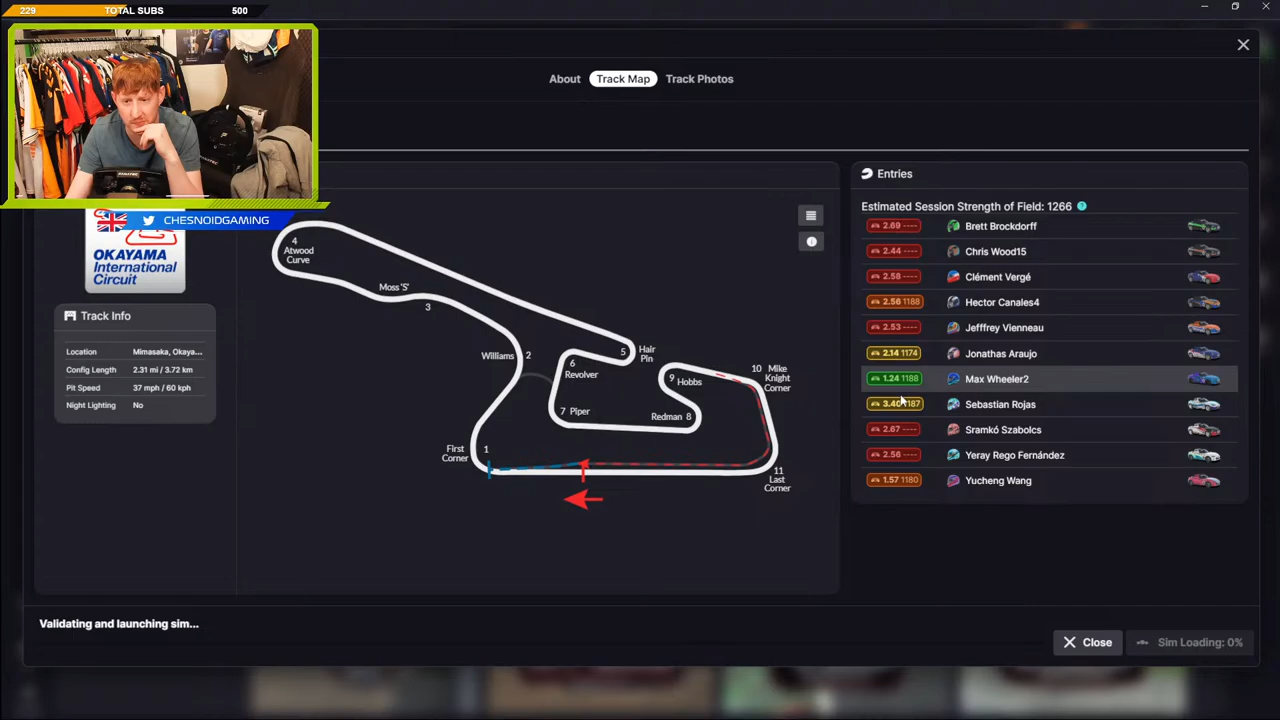 229 TOTAL SUBS 500
CHESNOIDGAMING
About Track Map Track Photos
OKAYAMA
International
Circuit
Track Info
Location Mimasaka, Okaya...
Config Length 2.31 mi / 3.72 km
Pit Speed 37 mph / 60 kph
Night Lighting No
4
Atwood
Curve
Moss 'S'
3
Williams 2
5 Hair
Pin
6
Revolver
7 Piper
9 Hobbs
Redman 8
10 Mike
Knight
Corner
First
Corner 1
11
Last
Corner
Entries
Estimated Session Strength of Field: 1266
2.69 ---- Brett Brockdorff
2.44 ---- Chris Wood15
2.58 ---- Clément Vergé
2.56 1188 Hector Canales4
2.53 ---- Jefffrey Vienneau
2.14 1174 Jonathas Araujo
1.24 1188 Max Wheeler2
3.40 1187 Sebastian Rojas
2.67 ---- Sramkó Szabolcs
2.56 ---- Yeray Rego Fernández
1.57 1180 Yucheng Wang
Validating and launching sim...
Close
Sim Loading: 0%